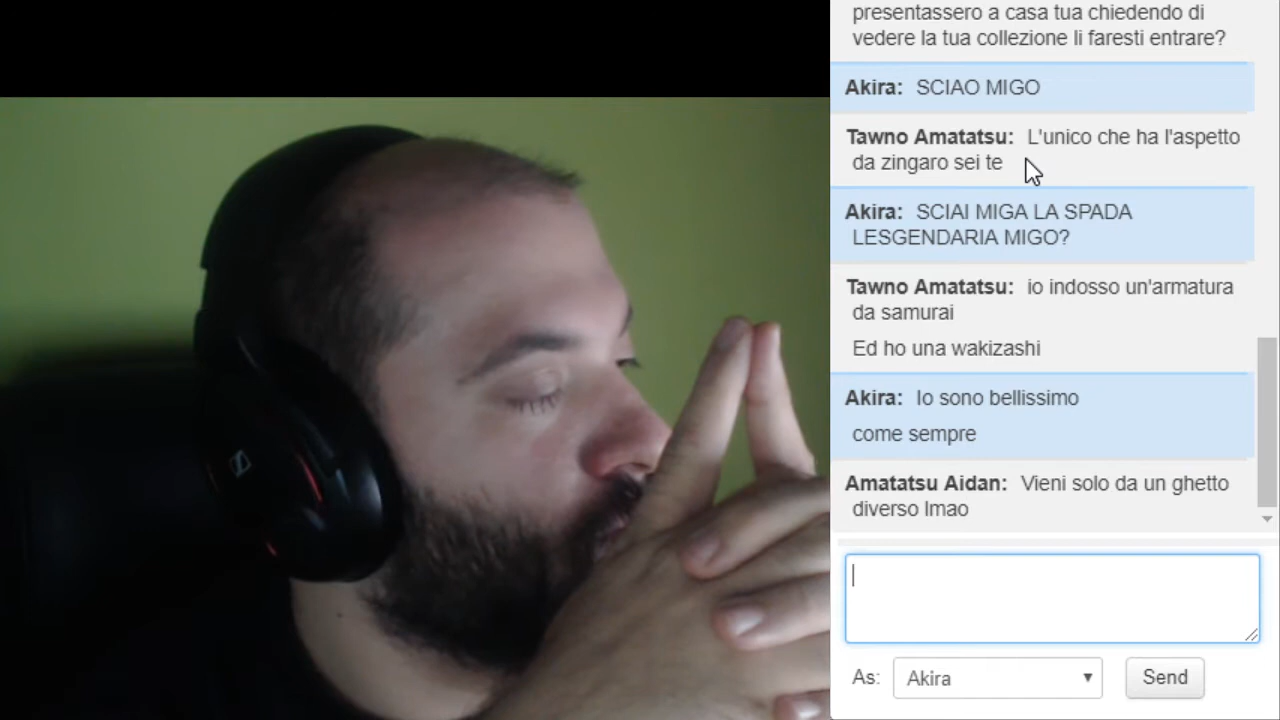 presentassero a casa tua chiedendo di
vedere la tua collezione li faresti entrare?
Akira: SCIAO MIGO
Tawno Amatatsu: L'unico che ha l'aspetto
da zingaro sei te
Akira: SCIAI MIGA LA SPADA
LESGENDARIA MIGO?
Tawno Amatatsu: io indosso un'armatura
da samurai
Ed ho una wakizashi
Akira: Io sono bellissimo
come sempre
Amatatsu Aidan: Vieni solo da un ghetto
diverso lmao
As: Akira Send